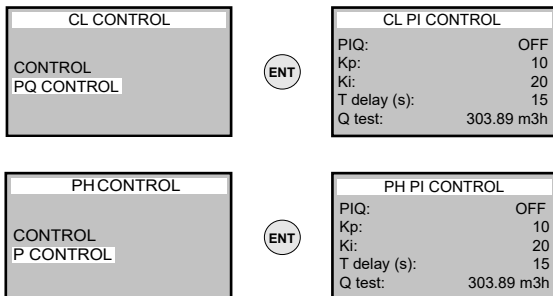 CL CONTROL
CONTROL
PQ CONTROL
ENT
CL PI CONTROL
PIQ: OFF
Kp: 10
Ki: 20
T delay (s): 15
Q test: 303.89 m3h
PH CONTROL
CONTROL
P CONTROL
ENT
PH PI CONTROL
PIQ: OFF
Kp: 10
Ki: 20
T delay (s): 15
Q test: 303.89 m3h